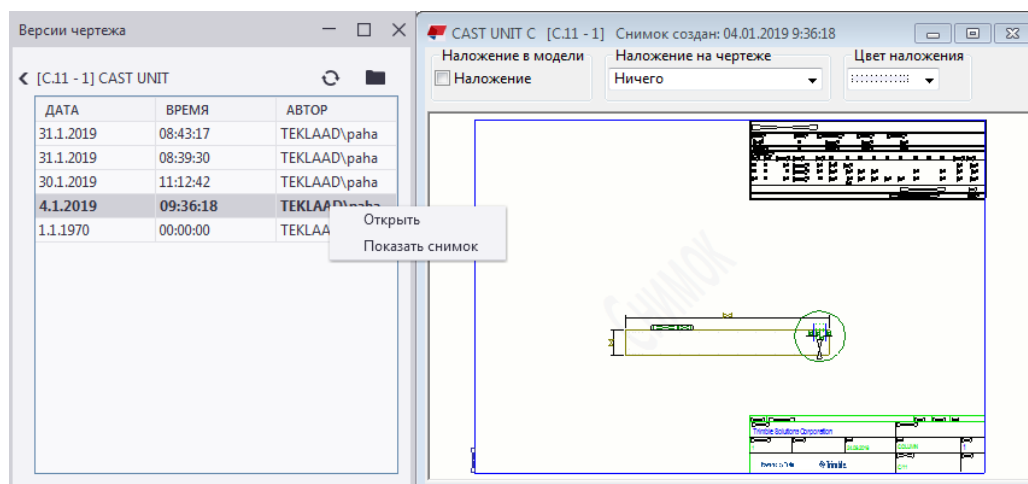 Версии чертежа
[C.11 - 1] CAST UNIT
ДАТА ВРЕМЯ АВТОР
31.1.2019 08:43:17 TEKLAAD\paha
31.1.2019 08:39:30 TEKLAAD\paha
30.1.2019 11:12:42 TEKLAAD\paha
4.1.2019 09:36:18 TEKLAAD\paha
1.1.1970 00:00:00 TEKLAA
Открыть
Показать снимок
CAST UNIT C [C.11 - 1] Снимок создан: 04.01.2019 9:36:18
Наложение в модели Наложение на чертеже Цвет наложения
Наложение Ничего
Снимок
Trimble Solutions Corporation
Trimble